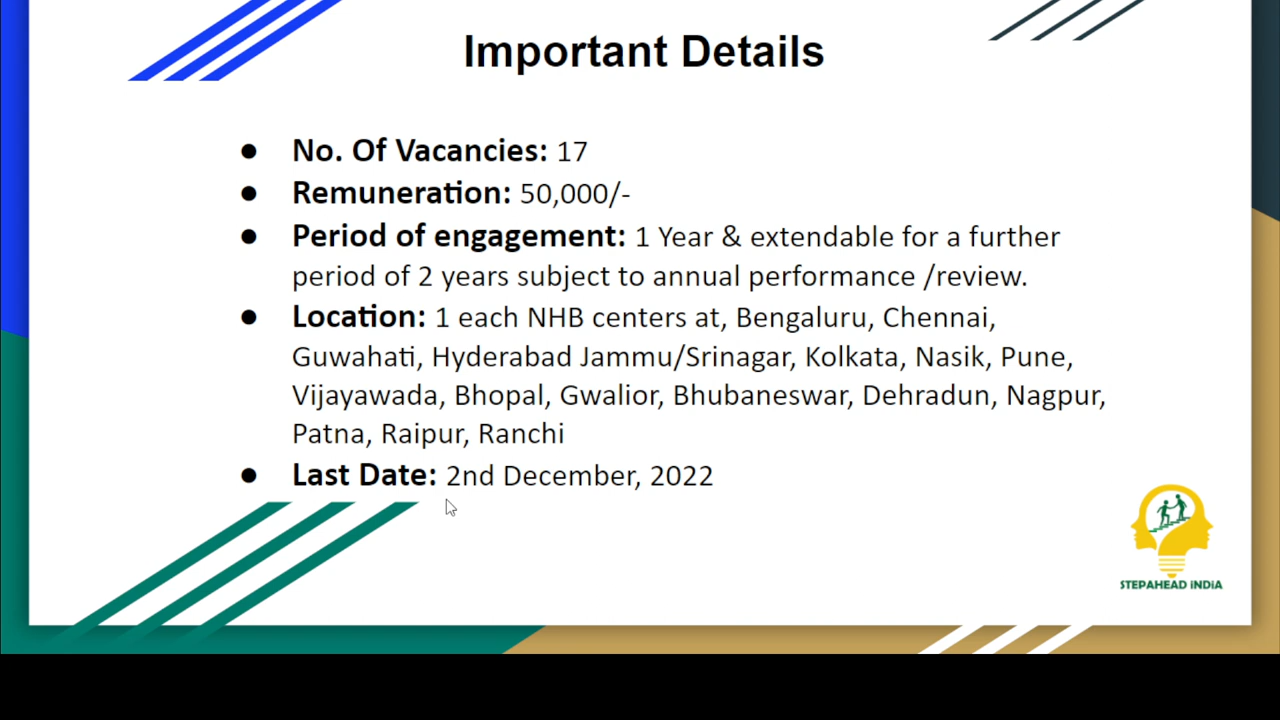 Important Details
● No. Of Vacancies: 17
● Remuneration: 50,000/-
● Period of engagement: 1 Year & extendable for a further
period of 2 years subject to annual performance /review.
● Location: 1 each NHB centers at, Bengaluru, Chennai,
Guwahati, Hyderabad Jammu/Srinagar, Kolkata, Nasik, Pune,
Vijayawada, Bhopal, Gwalior, Bhubaneswar, Dehradun, Nagpur,
Patna, Raipur, Ranchi
● Last Date: 2nd December, 2022
STEPAHEAD iNDiA